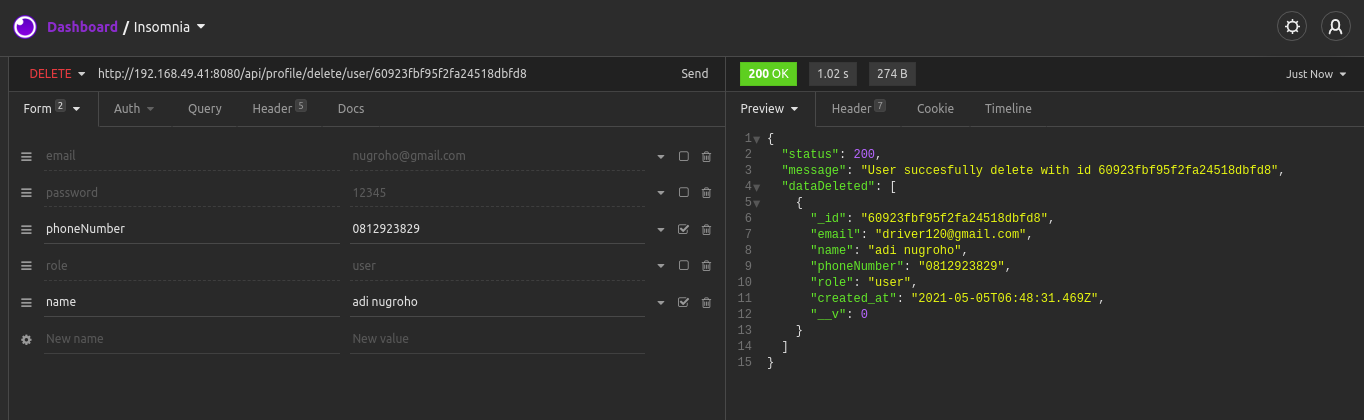 Dashboard / Insomnia
DELETE http://192.168.49.41:8080/api/profile/delete/user/60923fbf95f2fa24518dbfd8 Send
Form 2 Auth Query Header 5 Docs
email nugroho@gmail.com
password 12345
phoneNumber 0812923829
role user
name adi nugroho
New name New value
200 OK 1.02 s 274 B Just Now
Preview Header 7 Cookie Timeline
1 {
2 "status": 200,
3 "message": "User succesfully delete with id 60923fbf95f2fa24518dbfd8",
4 "dataDeleted": [
5 {
6 "_id": "60923fbf95f2fa24518dbfd8",
7 "email": "driver120@gmail.com",
8 "name": "adi nugroho",
9 "phoneNumber": "0812923829",
10 "role": "user",
11 "created_at": "2021-05-05T06:48:31.469Z",
12 "__v": 0
13 }
14 ]
15 }